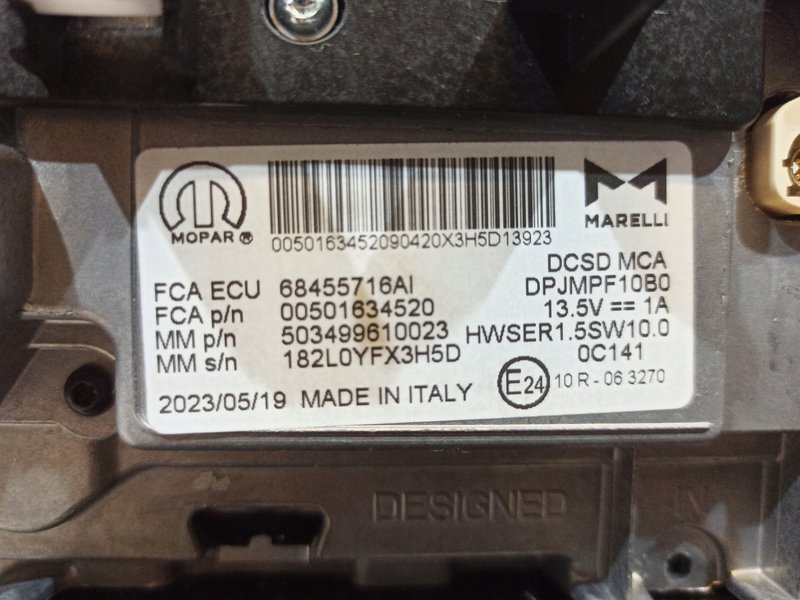 MOPAR ®
0050163452090420X3H5D13923
MARELLI
DCSD MCA
FCA ECU 68455716AI DPJMPF10B0
FCA p/n 00501634520 13.5V 1A
MM p/n 503499610023 HWSER1.5SW10.0
MM s/n 182L0YFX3H5D 0C141
2023/05/19 MADE IN ITALY E24 10 R - 06 3270
DESIGNED IN